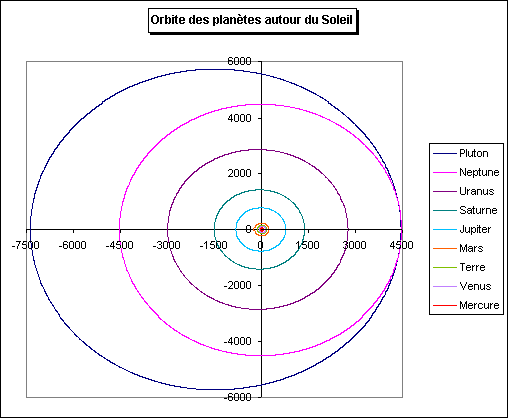 Orbite des planètes autour du Soleil
6000
4000
2000
0
-7500 -6000 -4500 -3000 -1500 0 1500 3000 4500
-2000
-4000
-6000
Pluton
Neptune
Uranus
Saturne
Jupiter
Mars
Terre
Venus
Mercure